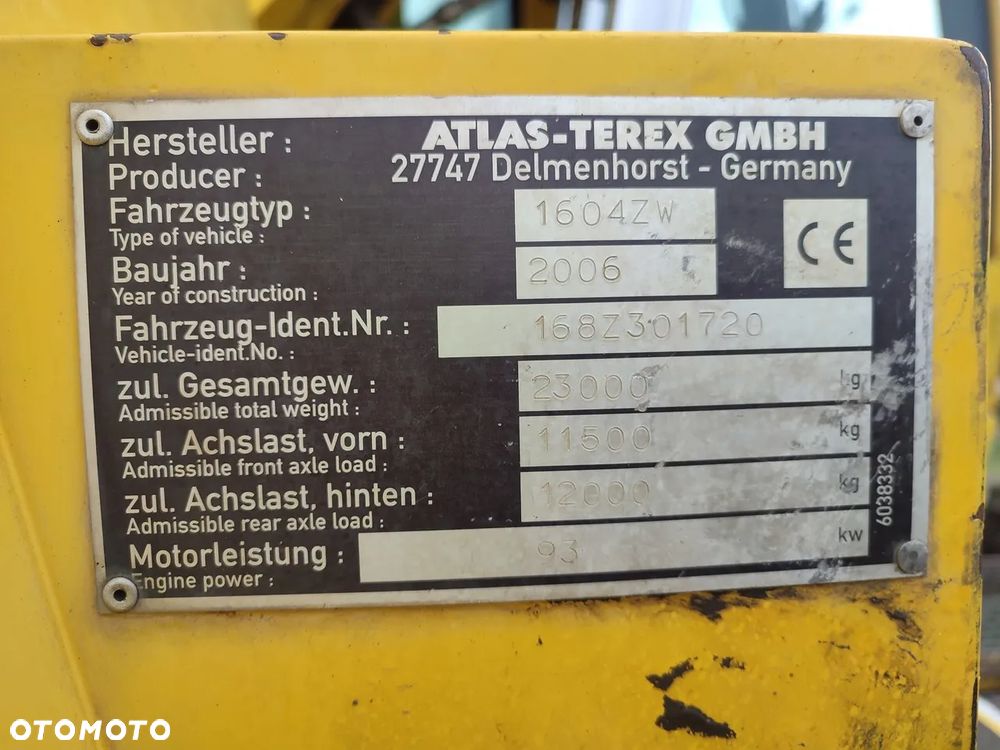 Hersteller : ATLAS-TEREX GMBH
Producer : 27747 Delmenhorst - Germany
Fahrzeugtyp : 1604ZW
Type of vehicle :
CE
Baujahr : 2006
Year of construction :
Fahrzeug-Ident.Nr. : 168Z301720
Vehicle-ident.No. :
zul. Gesamtgew. : 23000 kg
Admissible total weight :
zul. Achslast, vorn : 11500 kg
Admissible front axle load :
zul. Achslast, hinten : 12000 kg
Admissible rear axle load :
Motorleistung : 93 kw
Engine power :
6038332
OTOMOTO